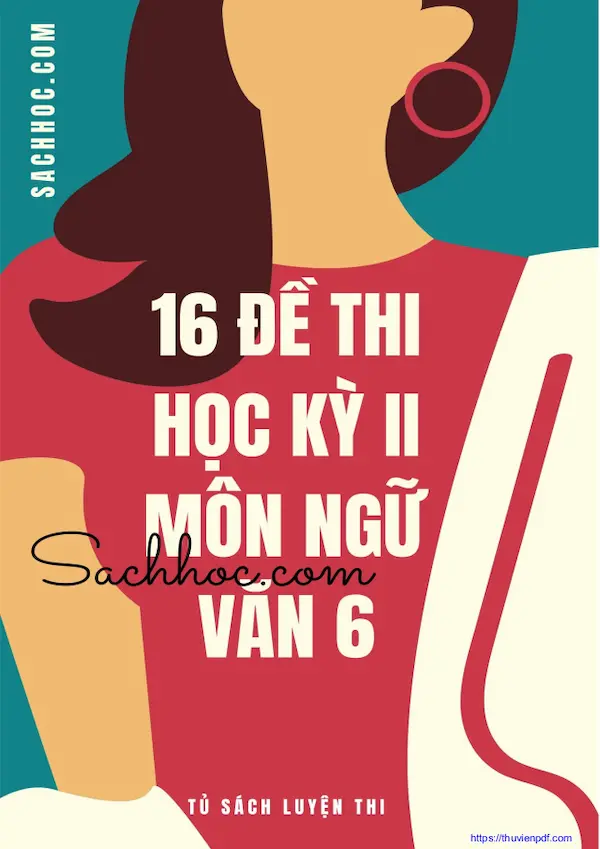 SACHHOC.COM
16 ĐỀ THI
HỌC KỲ II
MÔN NGỮ
Sachhoc.com
VĂN 6
TỦ SÁCH LUYỆN THI
https://thuvienpdf.com